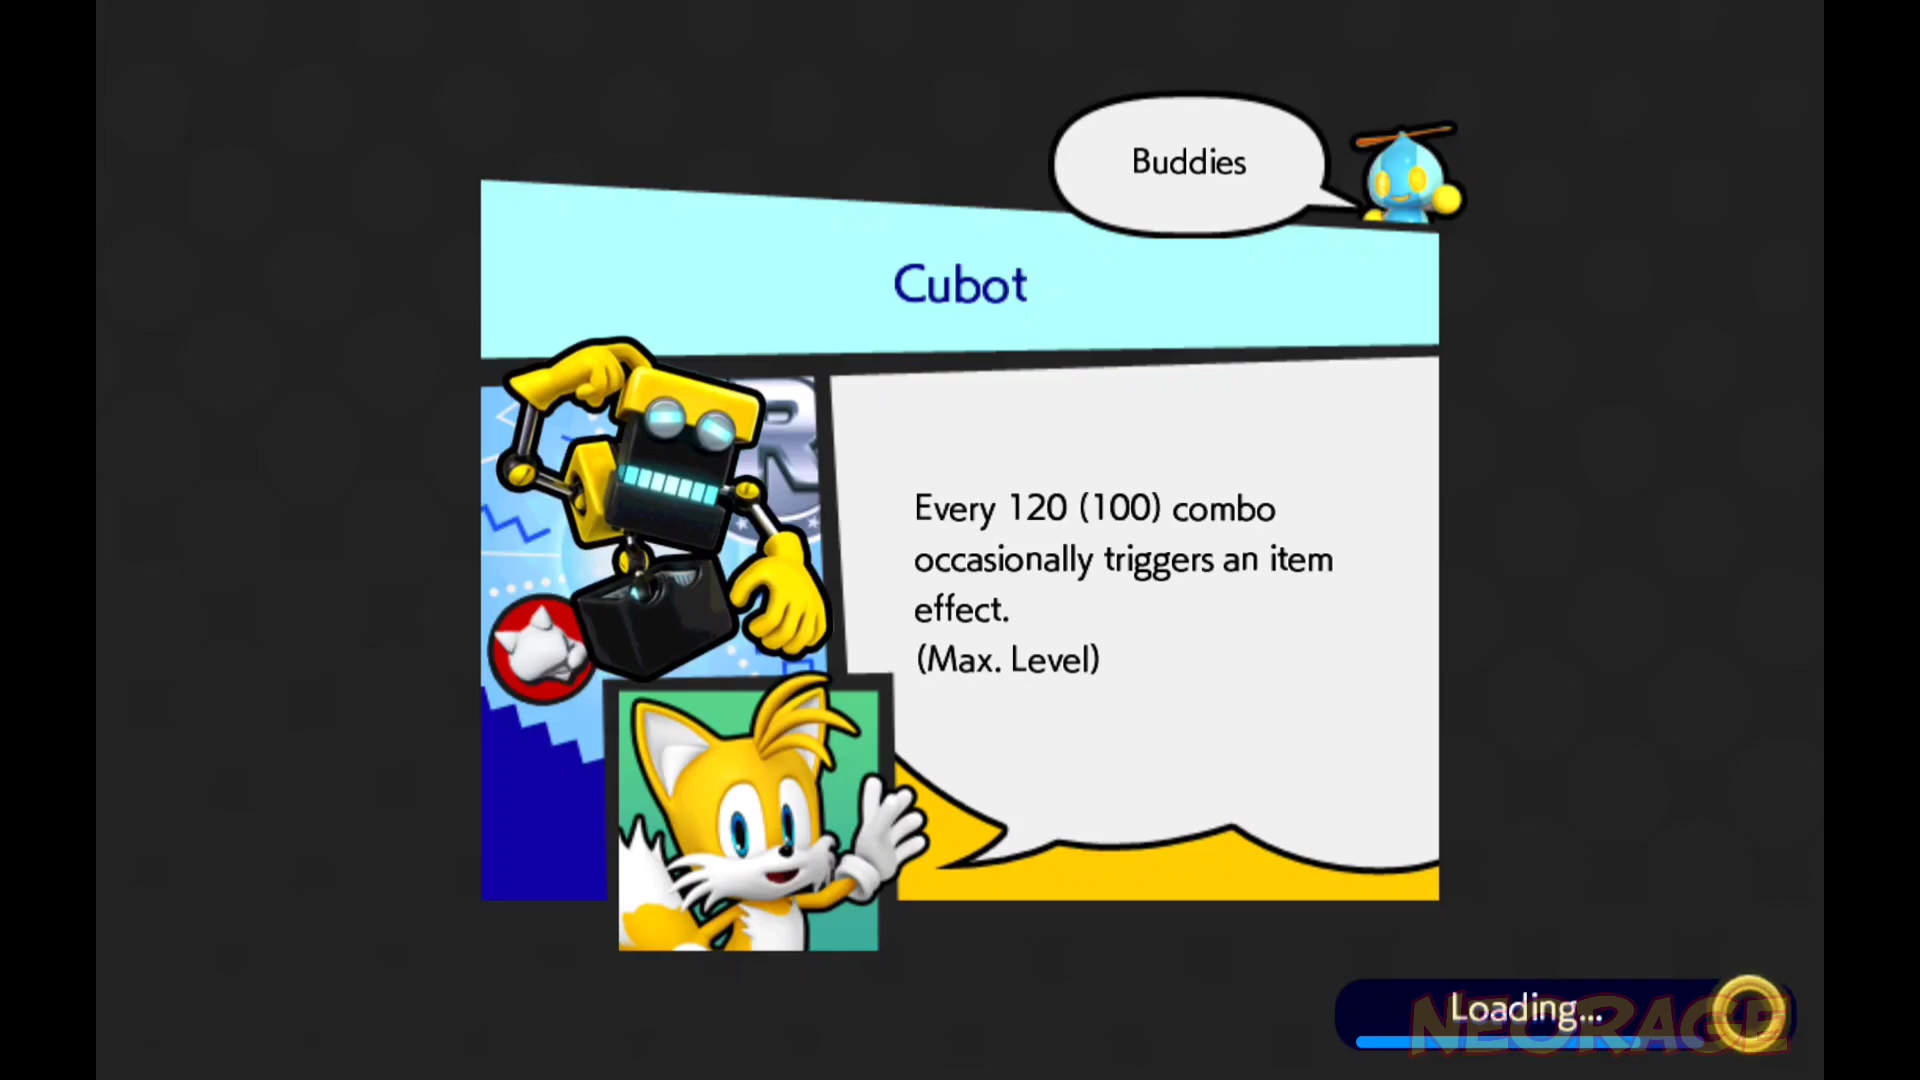 Buddies
Cubot
R
Every 120 (100) combo
occasionally triggers an item
effect.
(Max. Level)
Loading...
NEORAGE